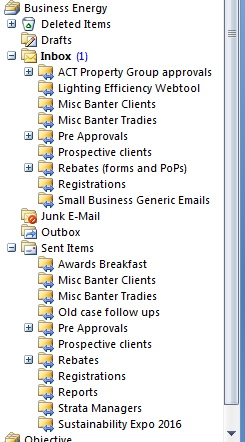 Business Energy
Deleted Items
Drafts
Inbox (1)
ACT Property Group approvals
Lighting Efficiency Webtool
Misc Banter Clients
Misc Banter Tradies
Pre Approvals
Prospective clients
Rebates (forms and PoPs)
Registrations
Small Business Generic Emails
Junk E-Mail
Outbox
Sent Items
Awards Breakfast
Misc Banter Clients
Misc Banter Tradies
Old case follow ups
Pre Approvals
Prospective clients
Rebates
Registrations
Reports
Strata Managers
Sustainability Expo 2016
Objective